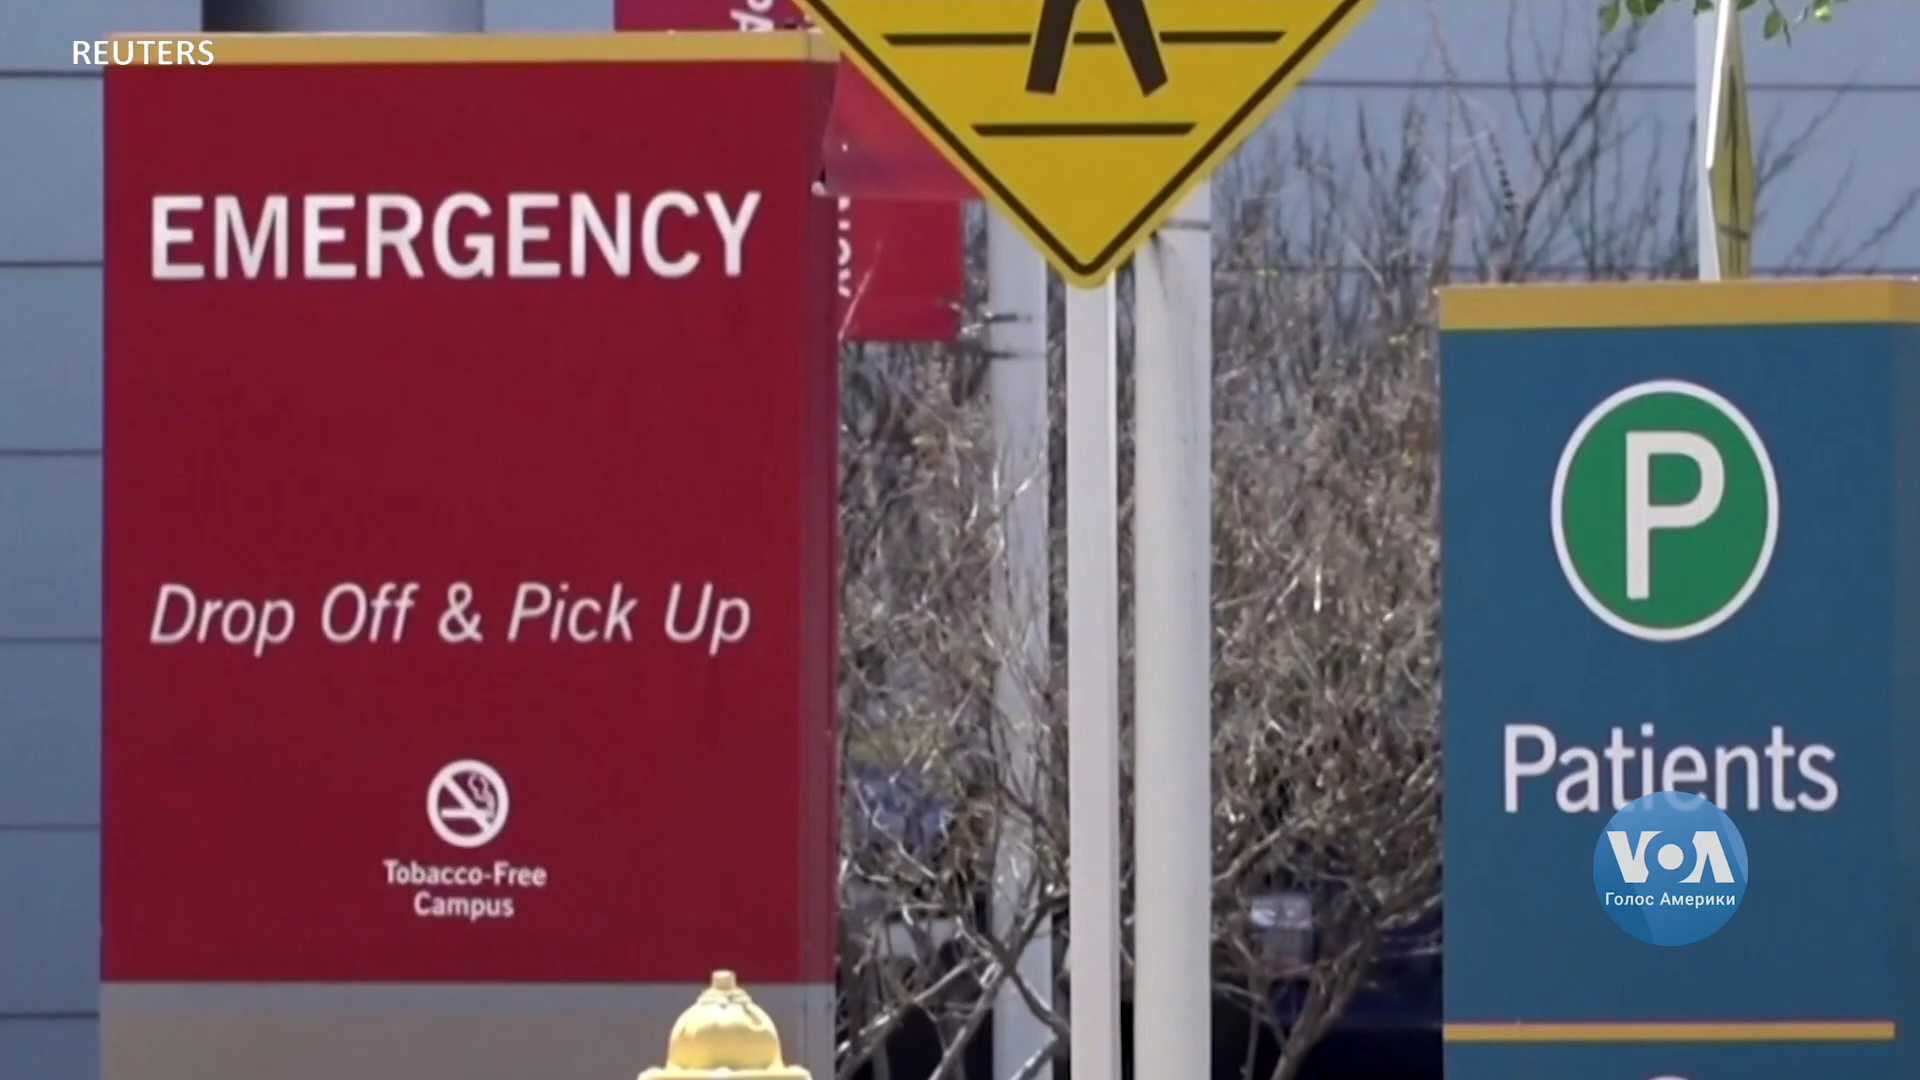 REUTERS
EMERGENCY
Drop Off & Pick Up
Tobacco-Free
Campus
P
Patients
VOA
Голос Америки